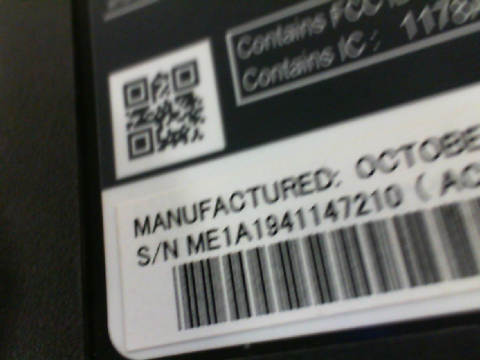 Contains FCC
Contains IC : 1178
MANUFACTURED: OCTOBE
S/N ME1A1941147210 ( AC